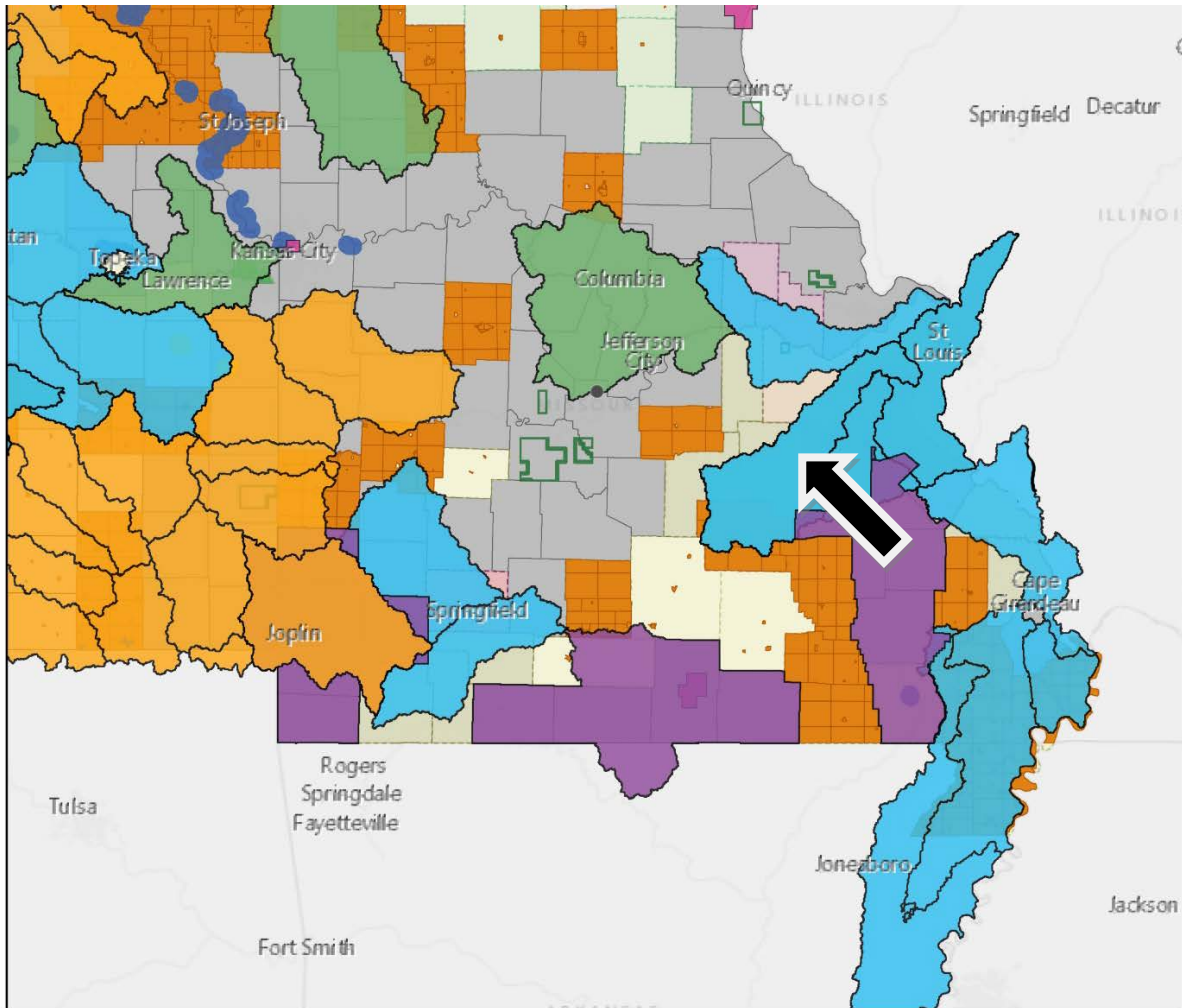 Quincy
ILLINOIS
Springfield
Decatur
St Joseph
ILLINOI
tan
Topeka
Kansas City
Lawrence
Columbia
Jefferson
City
St
Louis
Cape
Girardeau
Springfield
Joplin
Rogers
Springdale
Fayetteville
Tulsa
Jonesboro
Jackson
Fort Smith